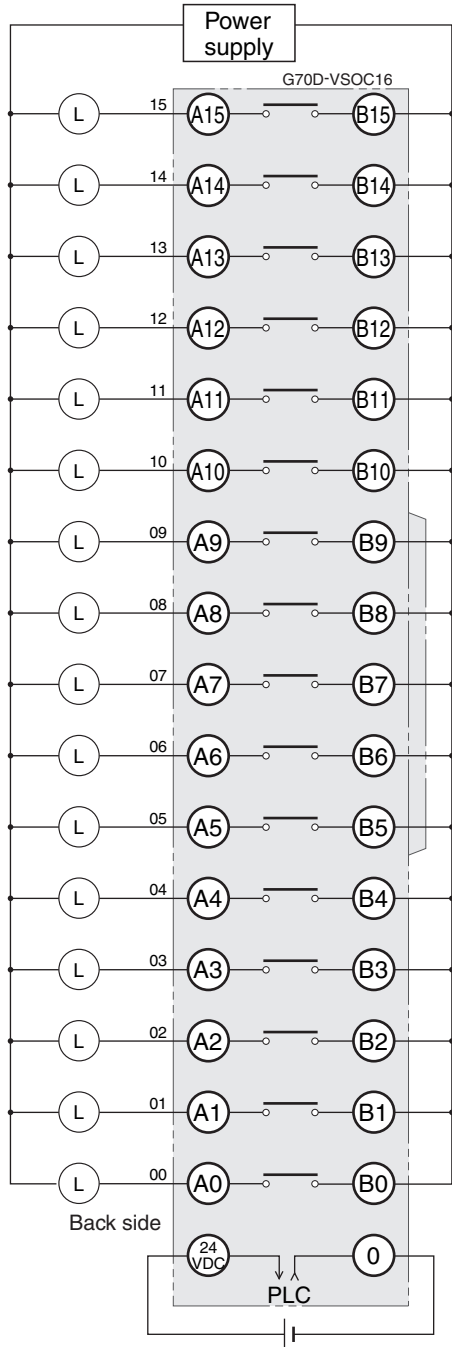 Power
supply
G70D-VSOC16
L 15 A15 B15
L 14 A14 B14
L 13 A13 B13
L 12 A12 B12
L 11 A11 B11
L 10 A10 B10
L 09 A9 B9
L 08 A8 B8
L 07 A7 B7
L 06 A6 B6
L 05 A5 B5
L 04 A4 B4
L 03 A3 B3
L 02 A2 B2
L 01 A1 B1
L 00 A0 B0
Back side
24
VDC
0
PLC